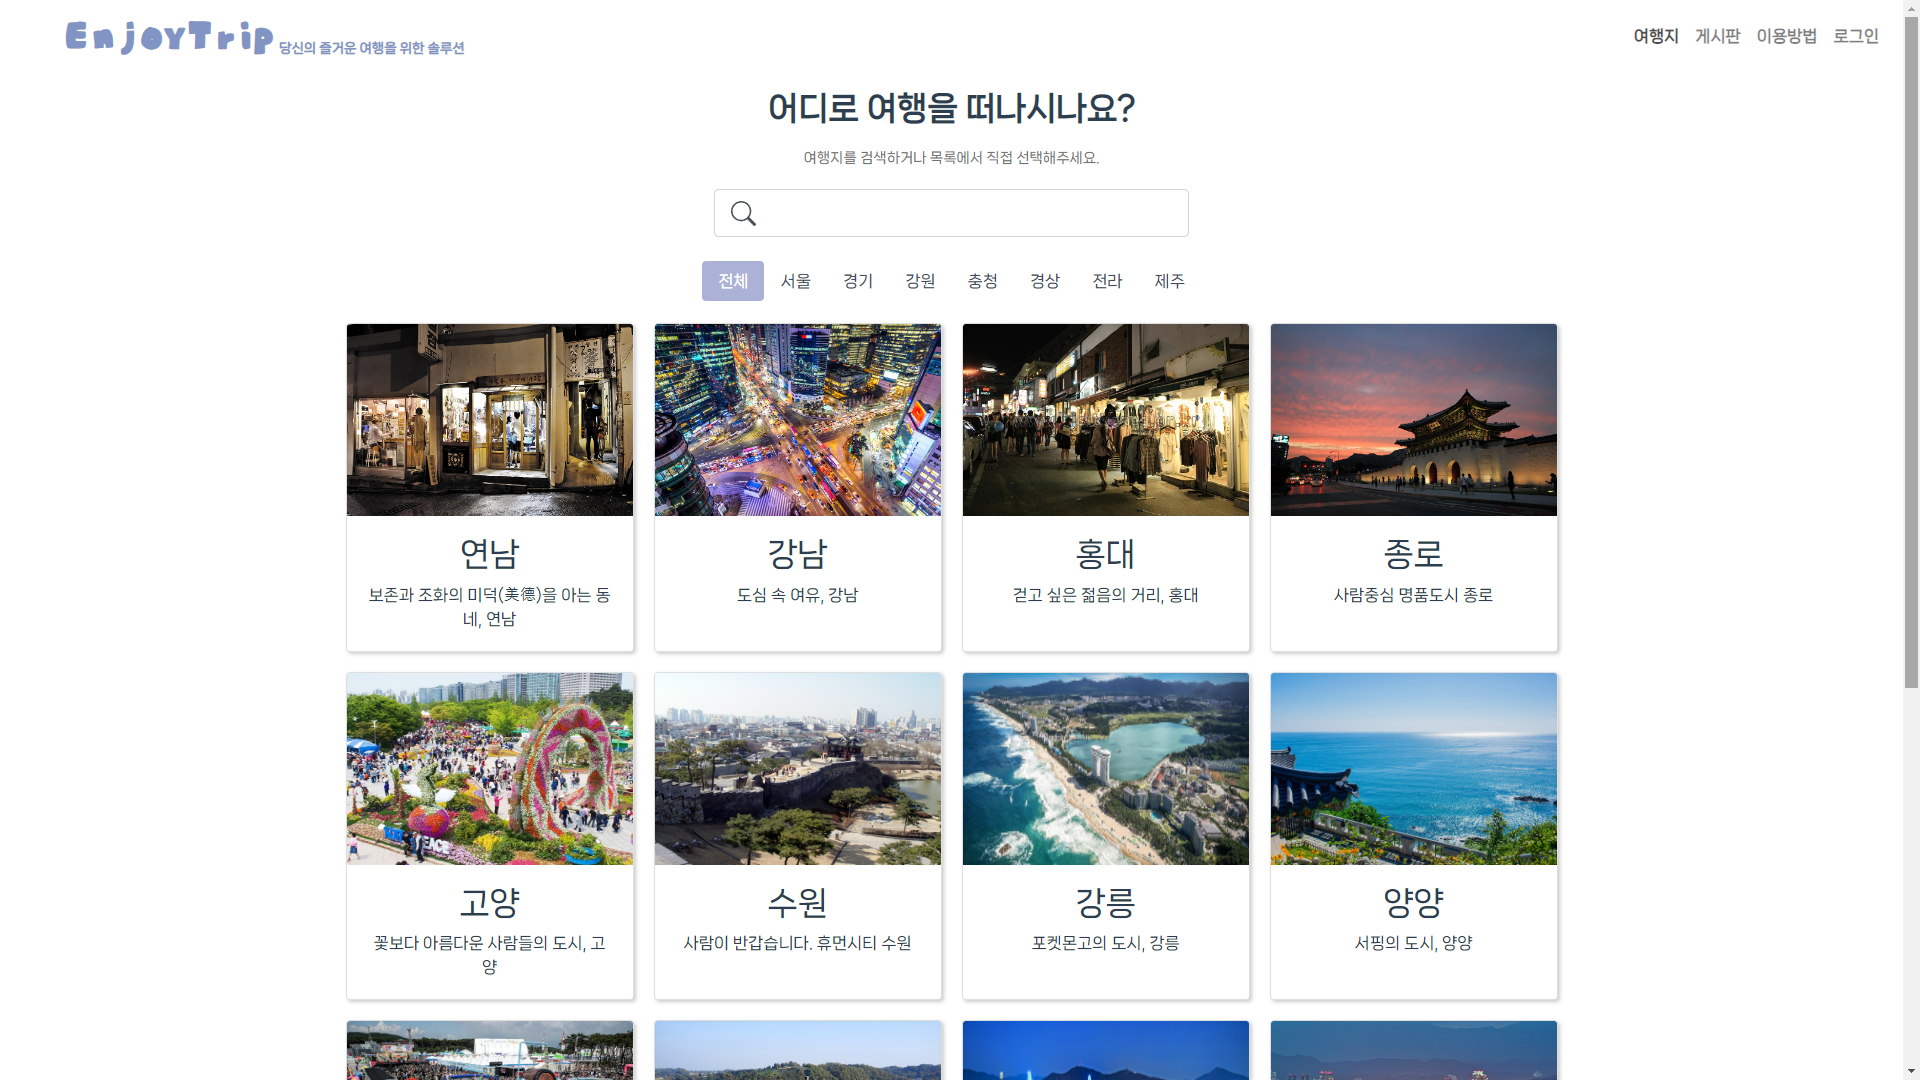 EnjoyTrip 당신의 즐거운 여행을 위한 솔루션
여행지 게시판 이용방법 로그인
어디로 여행을 떠나시나요?
여행지를 검색하거나 목록에서 직접 선택해주세요.
전체 서울 경기 강원 충청 경상 전라 제주
연남
보존과 조화의 미덕(美德)을 아는 동
네, 연남
강남
도심 속 여유, 강남
홍대
걷고 싶은 젊음의 거리, 홍대
종로
사람중심 명품도시 종로
PEACE
고양
꽃보다 아름다운 사람들의 도시, 고
양
수원
사람이 반갑습니다. 휴먼시티 수원
강릉
포켓몬고의 도시, 강릉
양양
서핑의 도시, 양양